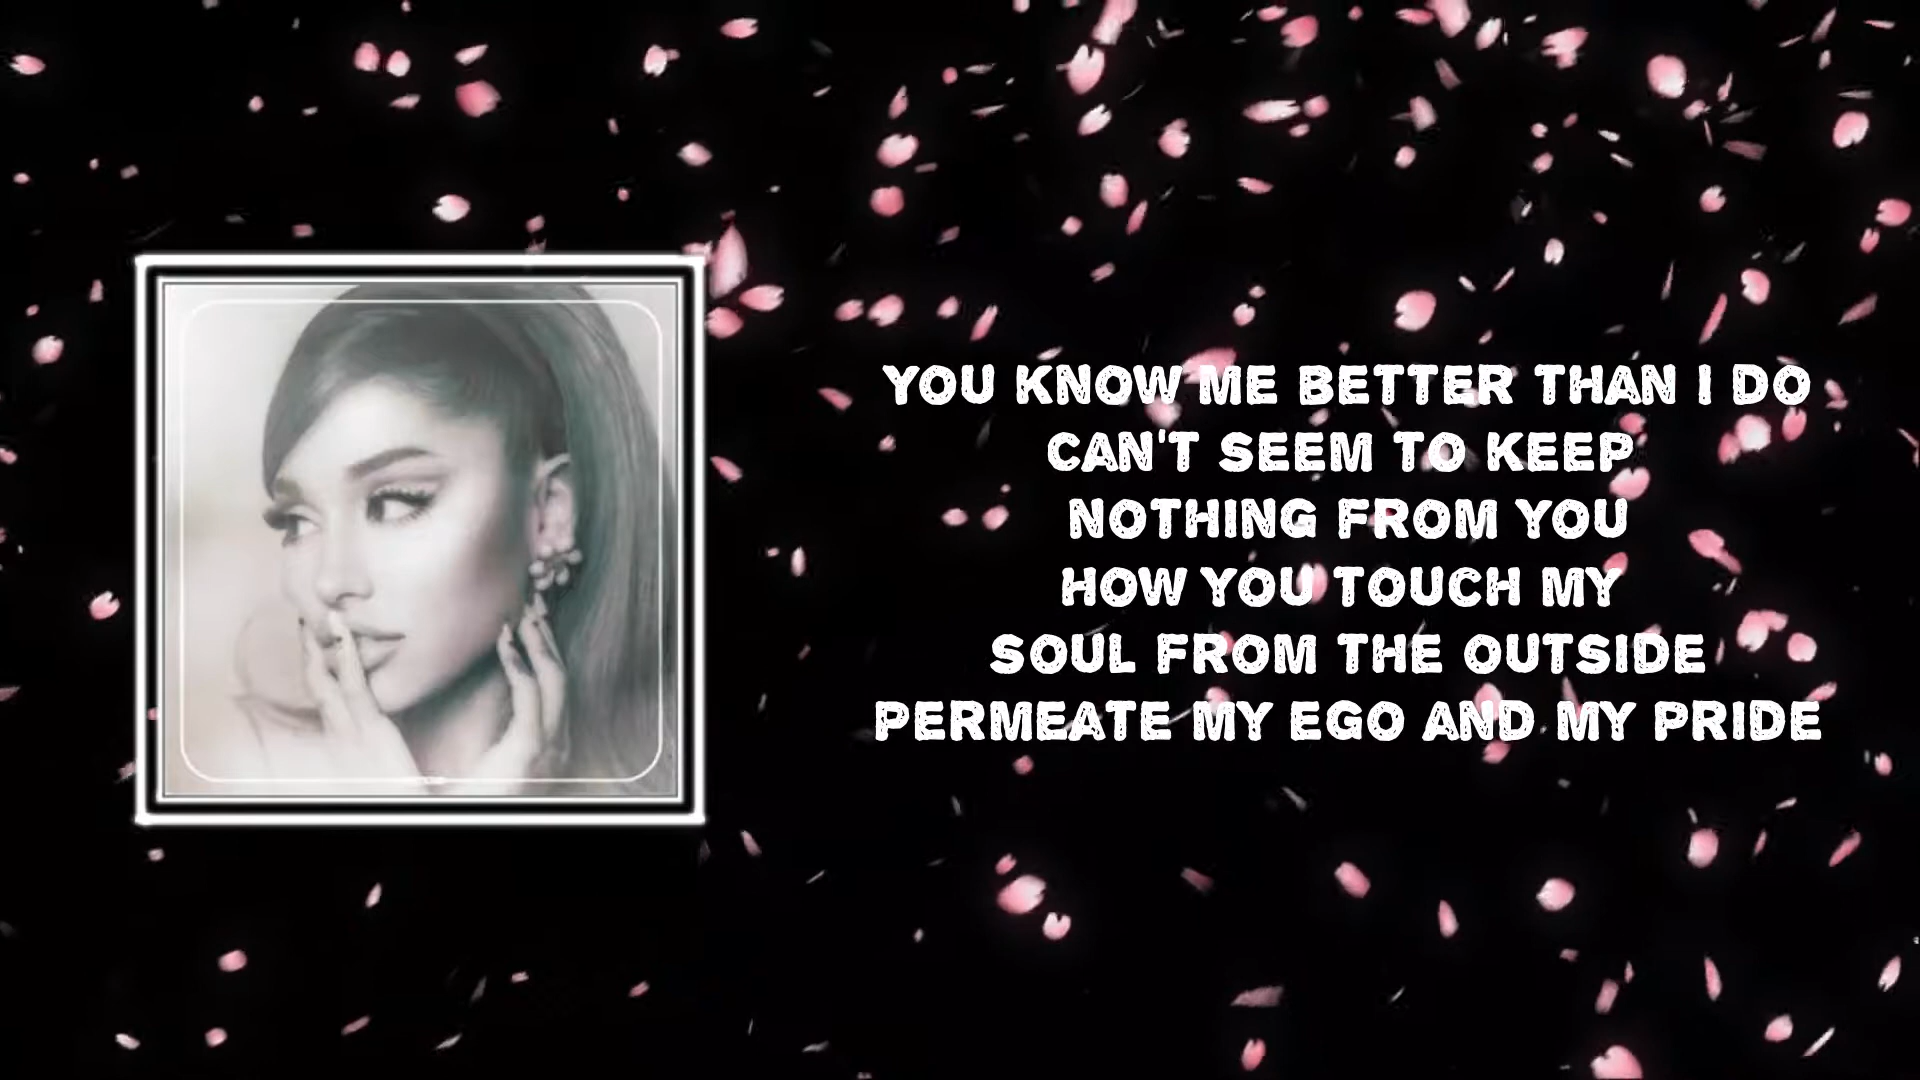 YOU KNOW ME BETTER THAN I DO
CAN'T SEEM TO KEEP
NOTHING FROM YOU
HOW YOU TOUCH MY
SOUL FROM THE OUTSIDE
PERMEATE MY EGO AND MY PRIDE